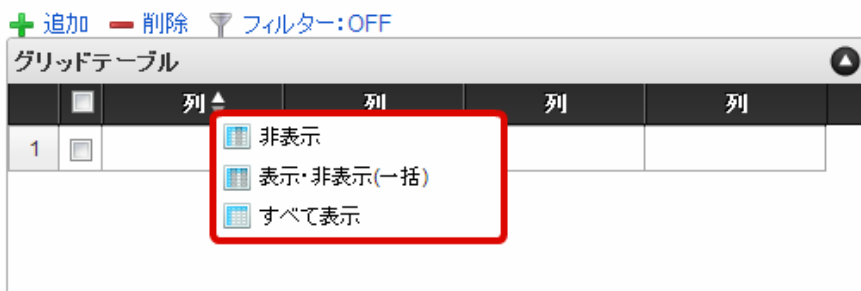 追加 削除 フィルター:OFF
グリッドテーブル
列 列 列 列
1
非表示
表示・非表示(一括)
すべて表示